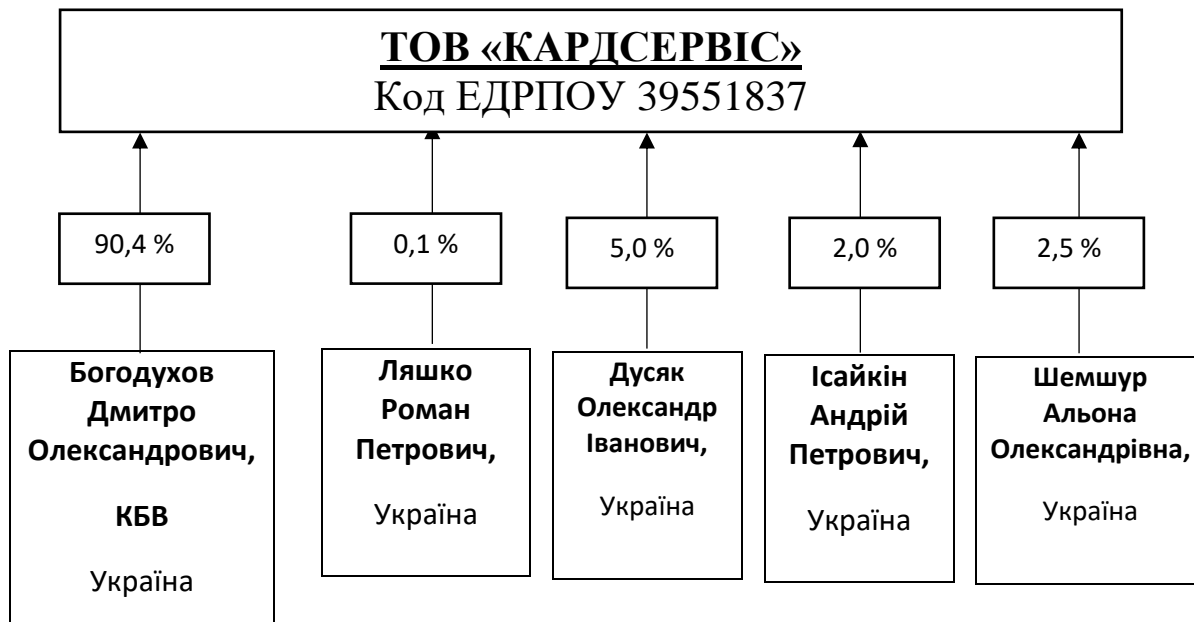 ТОВ «КАРДСЕРВІС»
Код ЕДРПОУ 39551837
90,4 %
0,1 %
5,0 %
2,0 %
2,5 %
Богодухов
Дмитро
Олександрович,
КБВ
Україна
Ляшко
Роман
Петрович,
Україна
Дусяк
Олександр
Іванович,
Україна
Ісайкін
Андрій
Петрович,
Україна
Шемшур
Альона
Олександрівна,
Україна